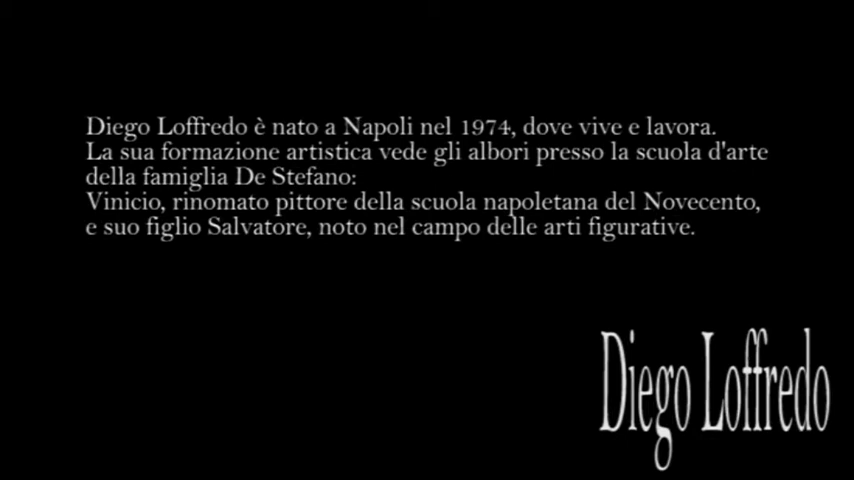 Diego Loffredo è nato a Napoli nel 1974, dove vive e lavora.
La sua formazione artistica vede gli albori presso la scuola d'arte
della famiglia De Stefano:
Vinicio, rinomato pittore della scuola napoletana del Novecento,
e suo figlio Salvatore, noto nel campo delle arti figurative.
Diego Loffredo